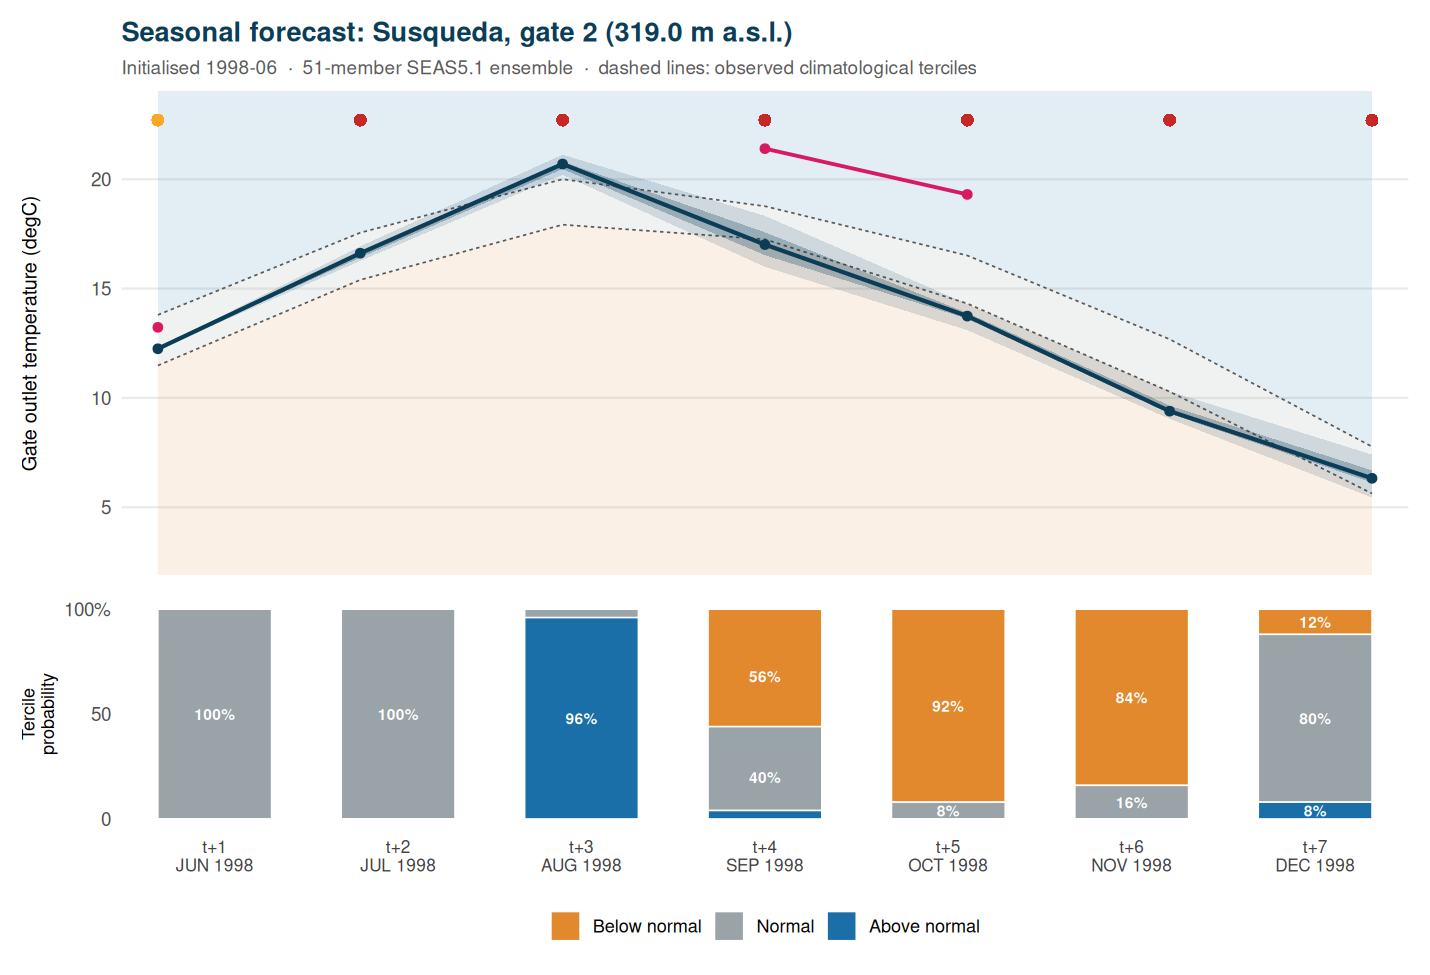 Seasonal forecast: Susqueda, gate 2 (319.0 m a.s.l.)
Initialised 1998-06 · 51-member SEAS5.1 ensemble · dashed lines: observed climatological terciles
Gate outlet temperature (degC)
20
15
10
5
Tercile
probability
100%
50
0
100%
100%
96%
56%
40%
92%
8%
84%
16%
12%
80%
8%
t+1
JUN 1998
t+2
JUL 1998
t+3
AUG 1998
t+4
SEP 1998
t+5
OCT 1998
t+6
NOV 1998
t+7
DEC 1998
Below normal
Normal
Above normal